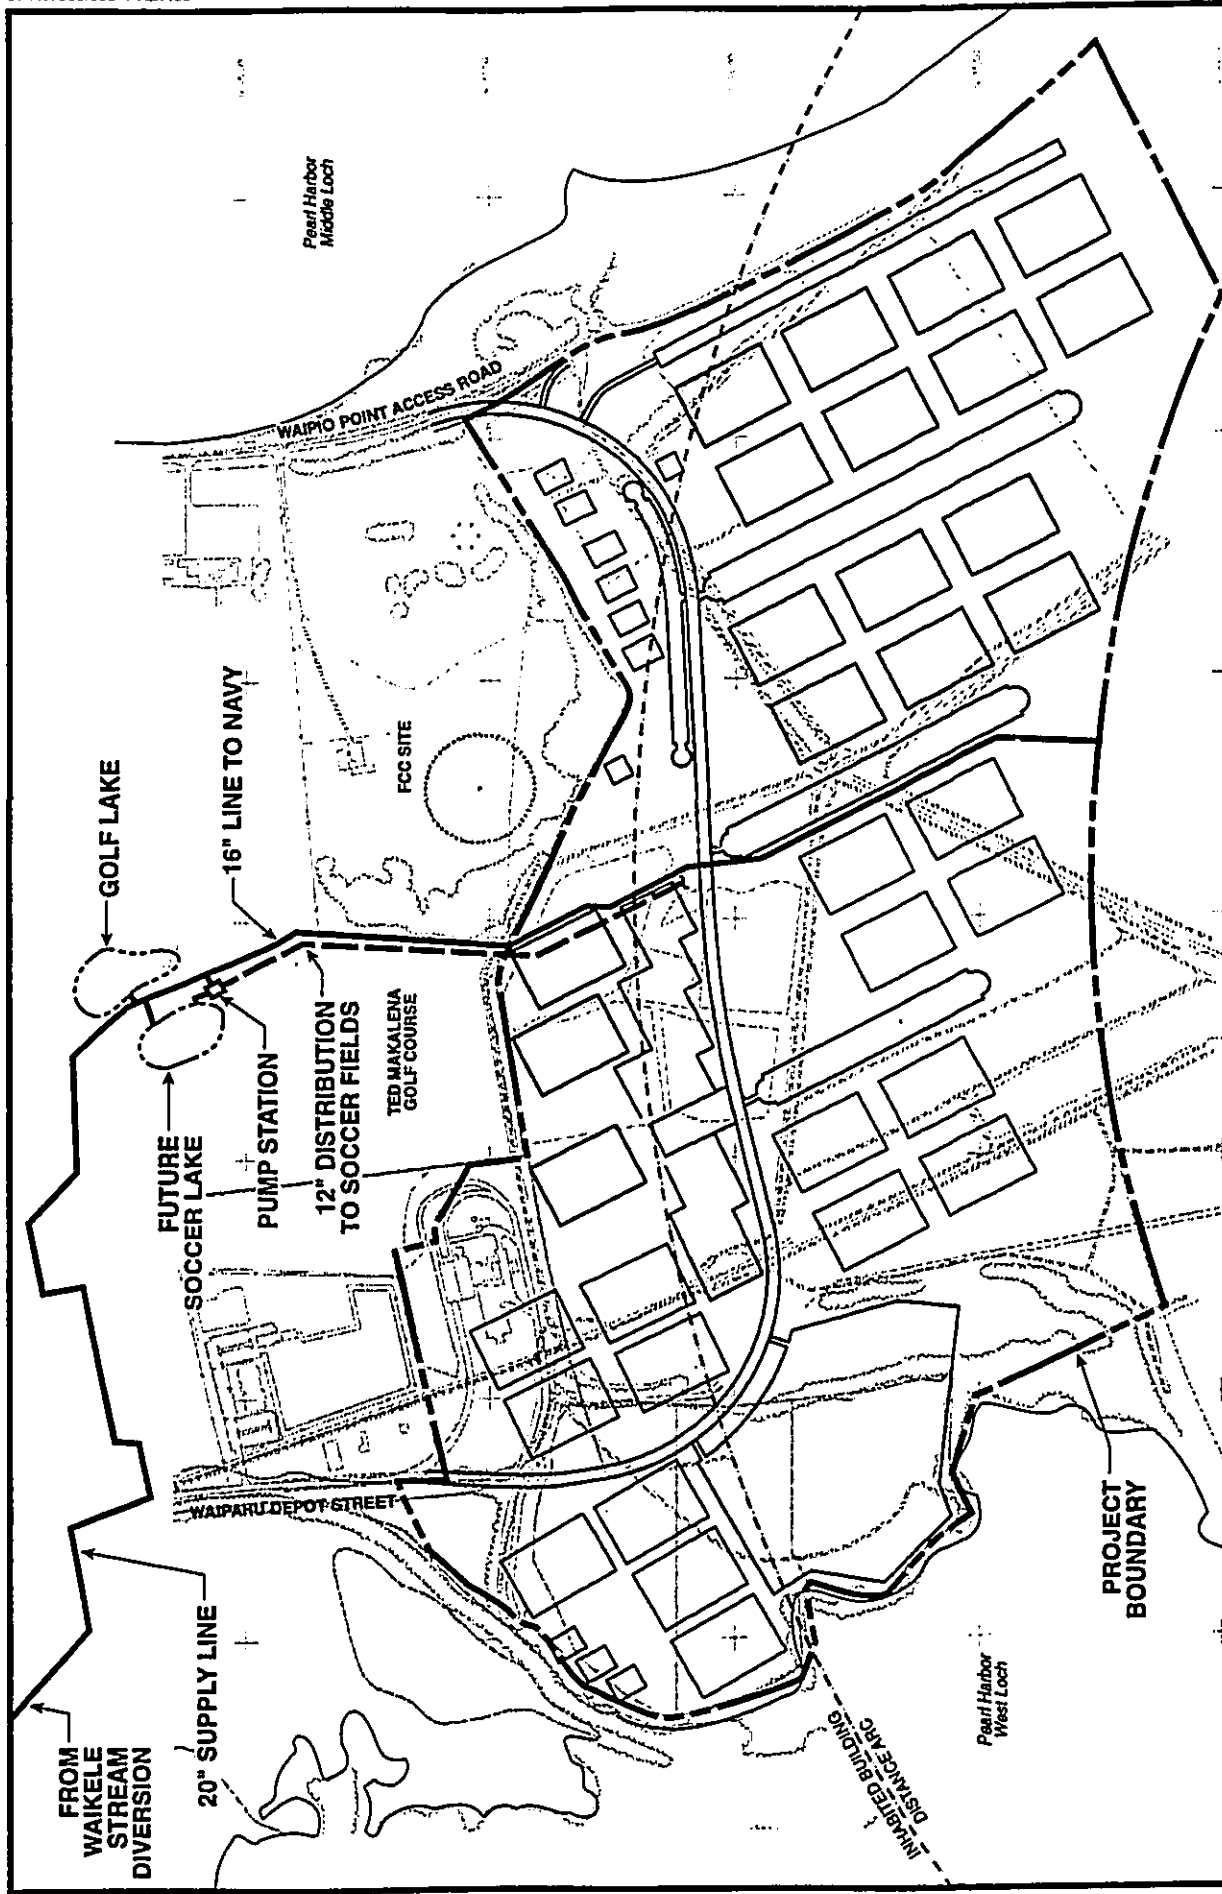 FROM
WAIKELE
STREAM
DIVERSION
20" SUPPLY LINE
WAIPAHU DEPOT STREET
FUTURE
SOCCER LAKE
PUMP STATION
12" DISTRIBUTION
TO SOCCER FIELDS
TED MAKALENA
GOLF COURSE
GOLF LAKE
16" LINE TO NAVY
FCC SITE
WAIPIO POINT ACCESS ROAD
Pearl Harbor
Middle Loch
INHABITED BUILDING
DISTANCE ARC
Pearl Harbor
West Loch
PROJECT
BOUNDARY